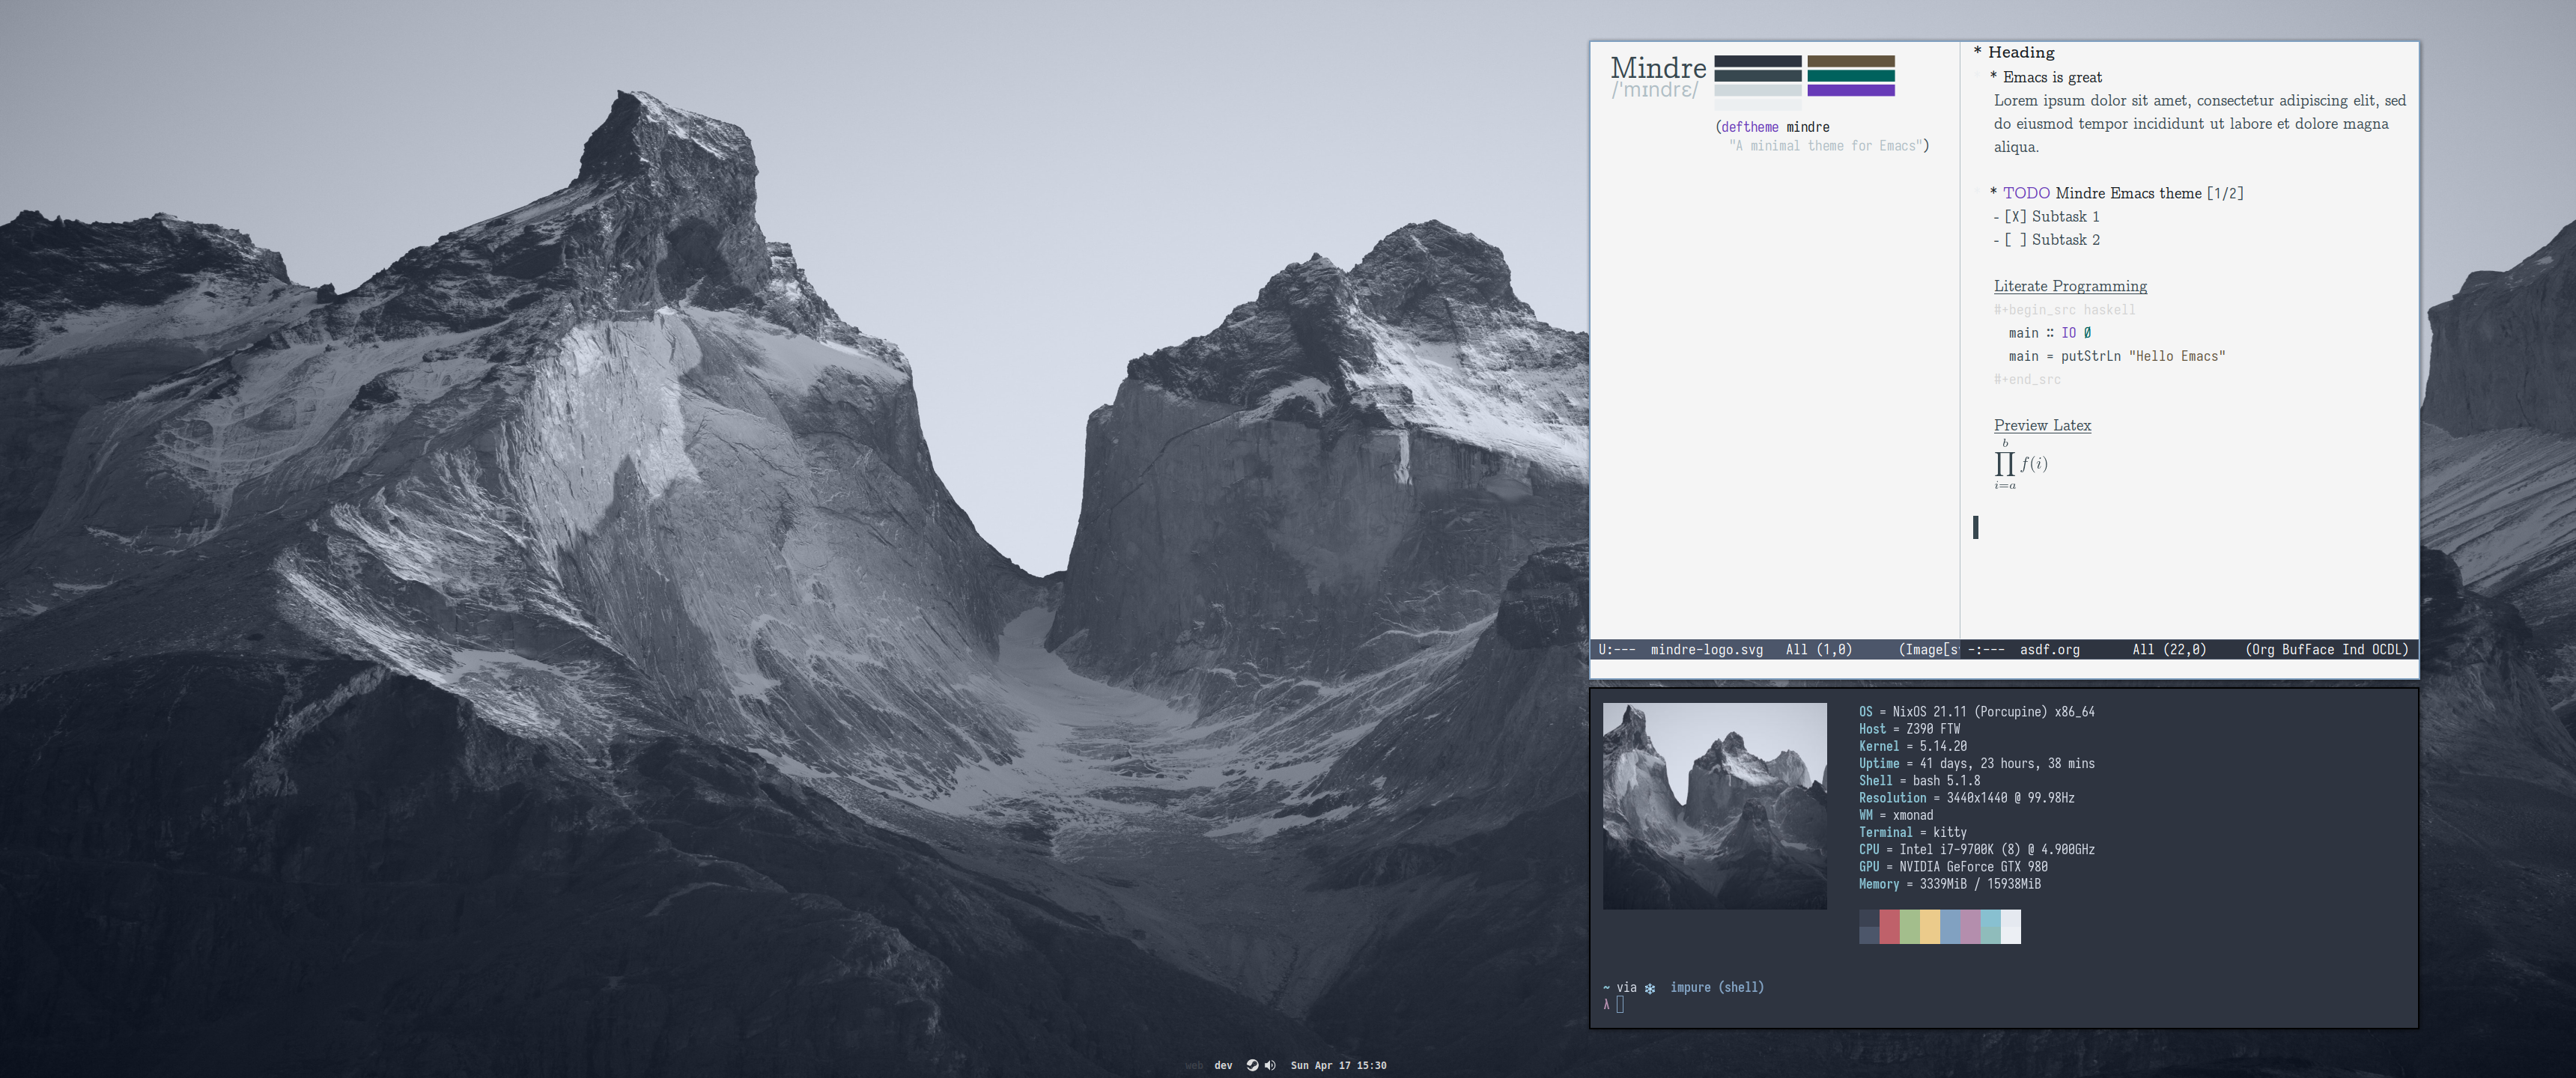 Mindre
/ˈmɪndrɛ/
(deftheme mindre
"A minimal theme for Emacs")
* Heading
* Emacs is great
Lorem ipsum dolor sit amet, consectetur adipiscing elit, sed
do eiusmod tempor incididunt ut labore et dolore magna
aliqua.
* TODO Mindre Emacs theme [1/2]
- [X] Subtask 1
- [ ] Subtask 2
Literate Programming
#+begin_src haskell
main :: IO Ø
main = putStrLn "Hello Emacs"
#+end_src
Preview Latex
b
∏ f(i)
i=a
U:--- mindre-logo.svg All (1,0) (Image[s
-:--- asdf.org All (22,0) (Org BufFace Ind OCDL)
OS = NixOS 21.11 (Porcupine) x86_64
Host = Z390 FTW
Kernel = 5.14.20
Uptime = 41 days, 23 hours, 38 mins
Shell = bash 5.1.8
Resolution = 3440x1440 @ 99.98Hz
WM = xmonad
Terminal = kitty
CPU = Intel i7-9700K (8) @ 4.900GHz
GPU = NVIDIA GeForce GTX 980
Memory = 3339MiB / 15938MiB
~ via ❄ impure (shell)
λ
web dev Sun Apr 17 15:30